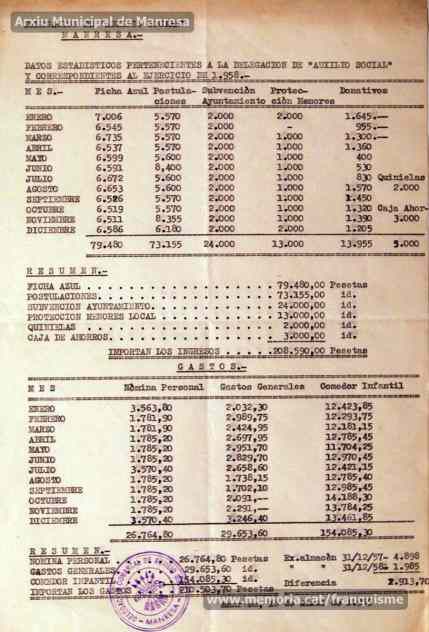 Arxiu Municipal de Manresa
M A N R E S A.-
DATOS ESTADISTICOS PERTENECIENTES A LA DELEGACION DE "AUXILIO SOCIAL"
Y CORRESPONDIENTES AL EJERCICIO DE 1.958.-
M E S.- Ficha Azul Postula- Subvención Protec- Donativos
ciones Ayuntamiento ción Menores
ENERO 7.006 5.570 2.000 2.000 1.645.--
FEBRERO 6.545 5.570 2.000 - 955.--
MARZO 6.735 5.570 2.000 1.000 1.300.--
ABRIL 6.537 5.570 2.000 1.000 1.360
MAYO 6.599 5.600 2.000 1.000 400
JUNIO 6.591 8.400 2.000 1.000 530
JULIO 6.672 5.600 2.000 1.000 830 Quinielas
AGOSTO 6.653 5.600 2.000 1.000 1.570 2.000
SEPTIEMBRE 6.526 5.570 2.000 1.000 1.450
OCTUBRE 6.519 5.570 2.000 1.000 1.320 Caja Ahor-
NOVIEMBRE 6.511 8.355 2.000 1.000 1.390 3.000
DICIEMBRE 6.586 6.180 2.000 2.000 1.205
79.480 73.155 24.000 13.000 13.955 5.000
R E S U M E N.-
FICHA AZUL . . . . . . . . . . . . 79.480,00 Pesetas
POSTULACIONES. . . . . . . . . . . 73.155,00 id.
SUBVENCION AYUNTAMIENTO. . . . . . 24.000,00 id.
PROTECCION MENORES LOCAL . . . . . 13.000,00 id.
QUINIELAS . . . . . . . . . . . . 2.000,00 id.
CAJA DE AHORROS. . . . . . . . . . 3.000,00 id.
IMPORTAN LOS INGRESOS . . . . . 208.590,00 Pesetas
G A S T O S.-
M E S Nómina Personal Gastos Generales Comedor Infantil
ENERO 3.563,80 2.032,30 12.423,85
FEBRERO 1.781,90 2.989,75 12.293,75
MARZO 1.781,90 2.424,95 12.181,15
ABRIL 1.785,20 2.697,95 12.785,45
MAYO 1.785,20 2.951,70 11.704,25
JUNIO 1.785,20 2.829,70 12.970,45
JULIO 3.570,40 2.658,60 12.421,15
AGOSTO 1.785,20 1.738,15 12.785,40
SEPTIEMBRE 1.785,20 1.702,10 12.985,45
OCTUBRE 1.785,20 2.091,-- 14.188,30
NOVIEMBRE 1.785,20 2.291,-- 13.784,25
DICIEMBRE 3.570,40 3.246,40 13.461,85
26.764,80 29.653,60 154.085,30
R E S U M E N.-
NOMINA PERSONAL . 26.764,80 Pesetas Ex.almacén 31/12/57- 4.898
GASTOS GENERALES 29.653,60 id. " " 31/12/58- 1.985
COMEDOR INFANTIL 154.085,30 id. Diferencia 2.913,70
IMPORTAN LOS GASTOS 210.503,70 Pesetas
MANRESA
www.memoria.cat/franquisme